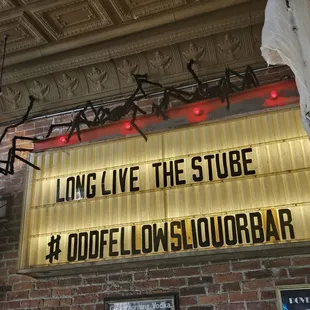 LONG LIVE THE STUBE
#ODDFELLOWSLIQUORBAR